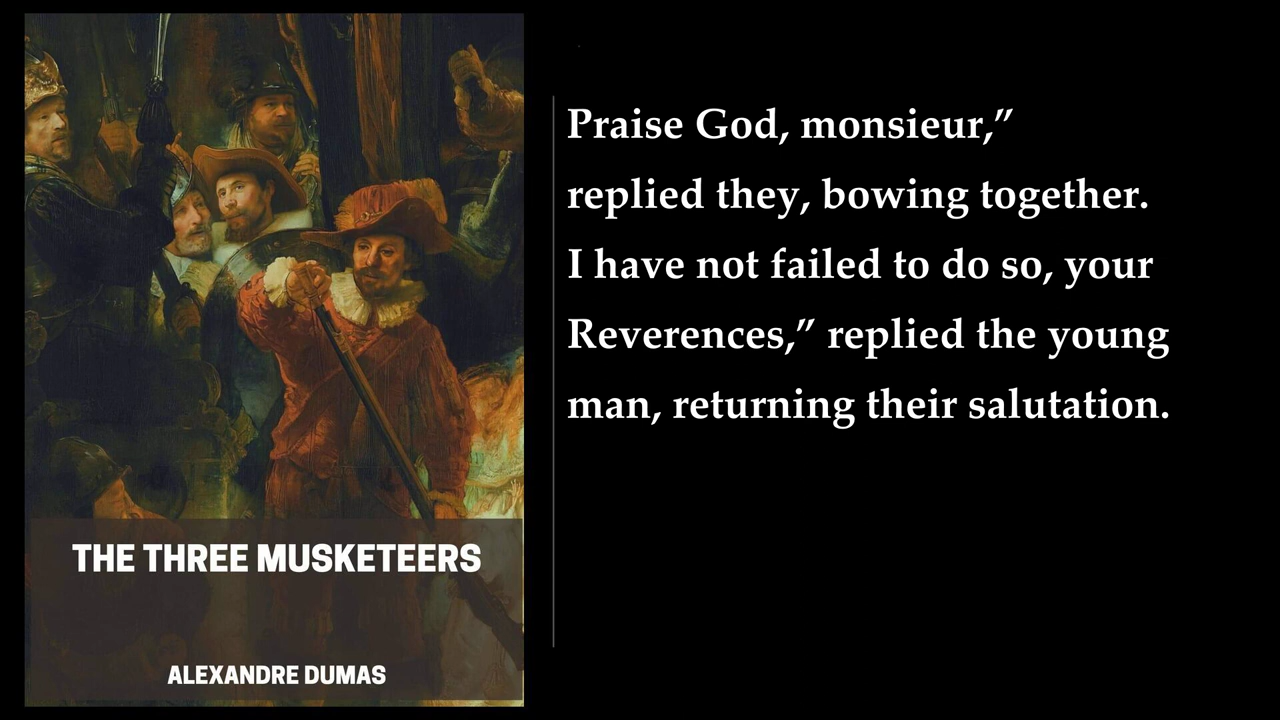 THE THREE MUSKETEERS
ALEXANDRE DUMAS
Praise God, monsieur,”
replied they, bowing together.
I have not failed to do so, your
Reverences,” replied the young
man, returning their salutation.